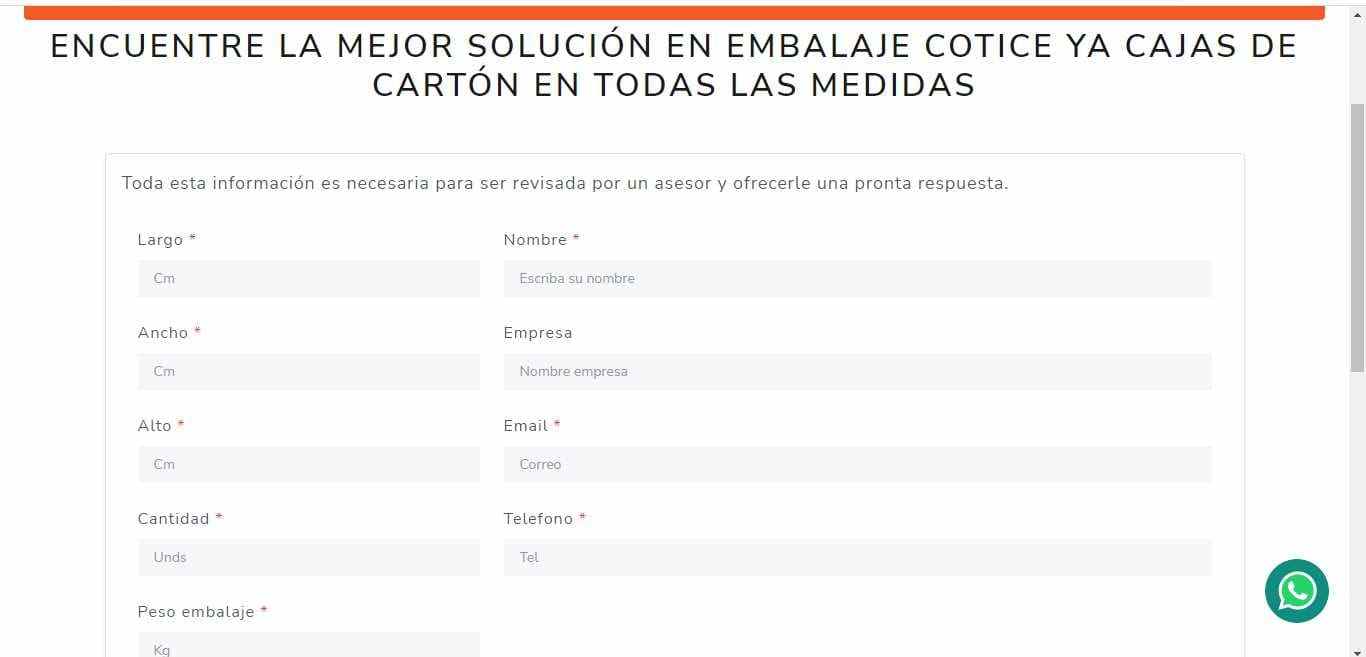 ENCUENTRE LA MEJOR SOLUCIÓN EN EMBALAJE COTICE YA CAJAS DE
CARTÓN EN TODAS LAS MEDIDAS
Toda esta información es necesaria para ser revisada por un asesor y ofrecerle una pronta respuesta.
Largo *
Cm
Nombre *
Escriba su nombre
Ancho *
Cm
Empresa
Nombre empresa
Alto *
Cm
Email *
Correo
Cantidad *
Unds
Telefono *
Tel
Peso embalaje *
Kg